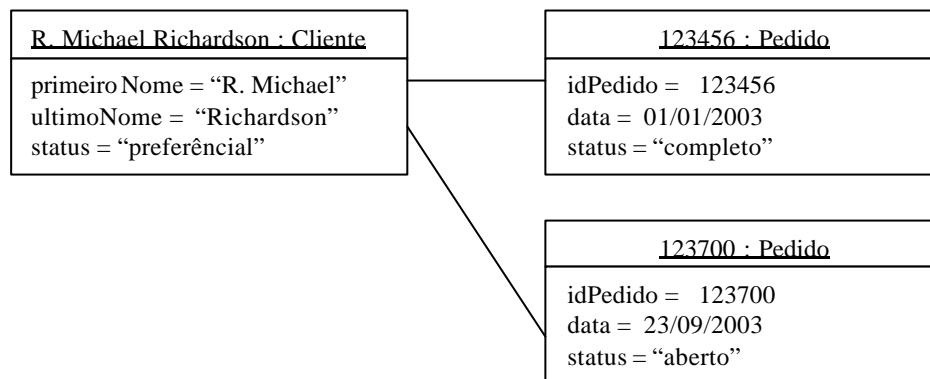 R. Michael Richardson : Cliente
primeiro Nome = “R. Michael”
ultimoNome = “Richardson”
status = “preferêncial”
123456 : Pedido
idPedido = 123456
data = 01/01/2003
status = “completo”
123700 : Pedido
idPedido = 123700
data = 23/09/2003
status = “aberto”